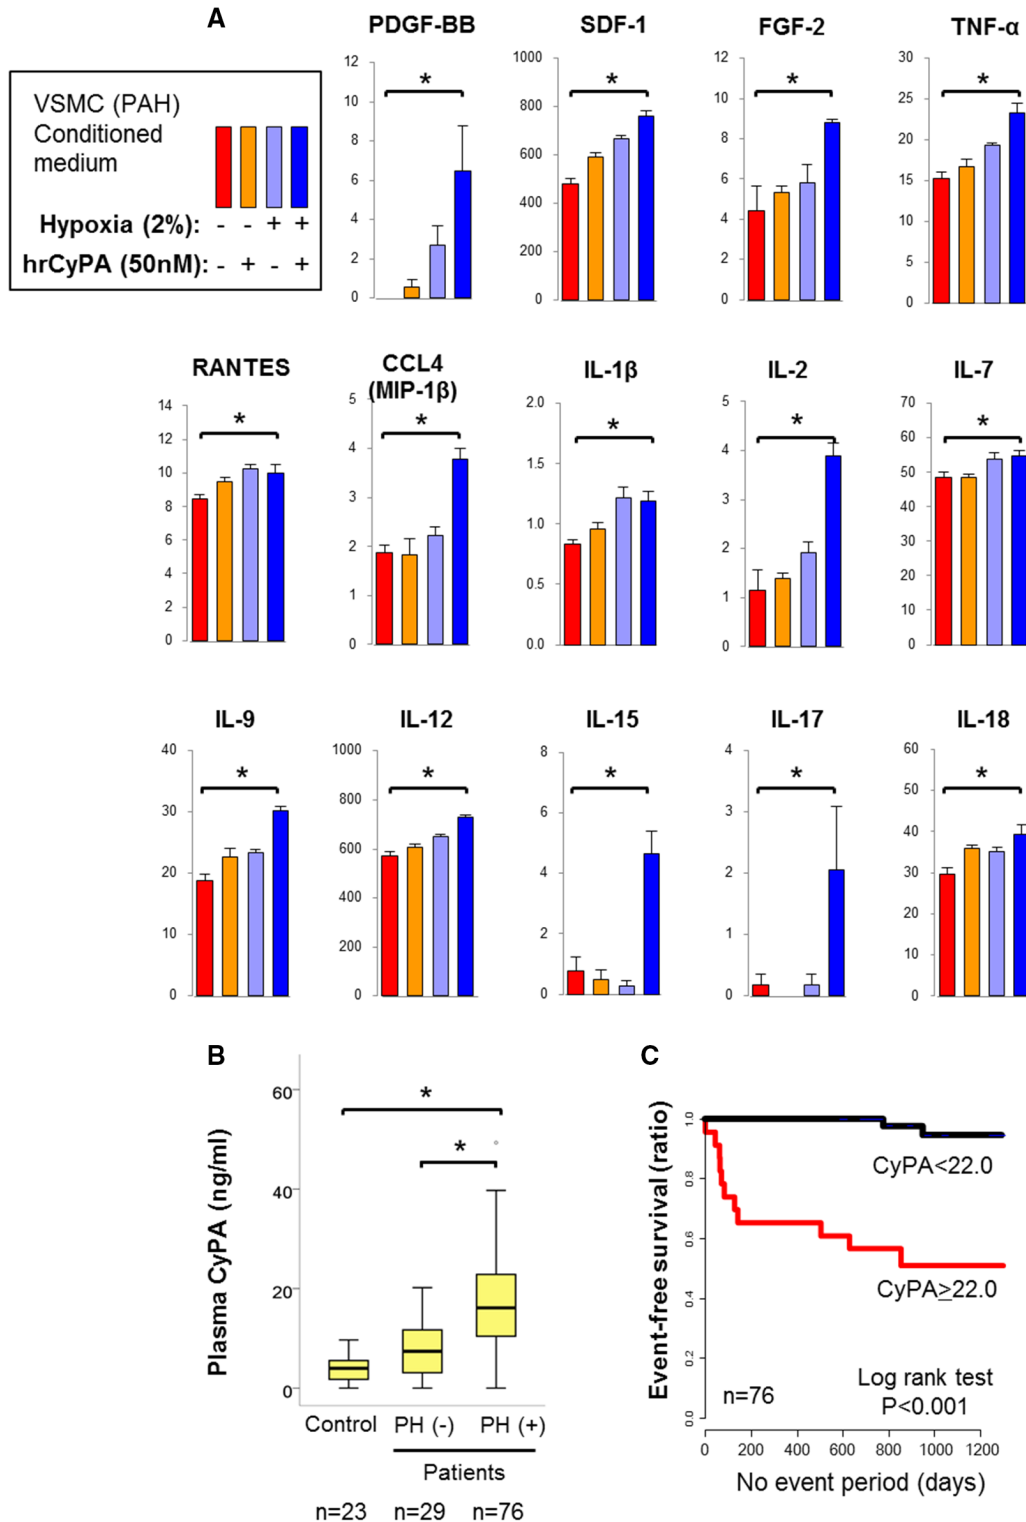 A
PDGF-BB
SDF-1
FGF-2
TNF-α
VSMC (PAH)
Conditioned
medium
Hypoxia (2%): - - + +
hrCyPA (50nM): - + - +
12
10
8
6
4
2
0
*
1000
800
600
400
200
0
*
12
10
8
6
4
2
0
*
30
25
20
15
10
5
0
*
RANTES
CCL4
(MIP-1β)
IL-1β
IL-2
IL-7
14
12
10
8
6
4
2
0
*
5
4
3
2
1
0
*
2.0
1.5
1.0
0.5
0.0
*
5
4
3
2
1
0
*
70
60
50
40
30
20
10
0
*
IL-9
IL-12
IL-15
IL-17
IL-18
40
30
20
10
0
*
1000
800
600
400
200
0
*
8
6
4
2
0
*
4
3
2
1
0
*
60
50
40
30
20
10
0
*
B
Plasma CyPA (ng/ml)
60
40
20
0
*
*
Control
PH (-)
PH (+)
Patients
n=23
n=29
n=76
C
Event-free survival (ratio)
1.0
0.8
0.6
0.4
0.2
0.0
CyPA<22.0
CyPA≥22.0
Log rank test
P<0.001
n=76
0 200 400 600 800 1000 1200
No event period (days)